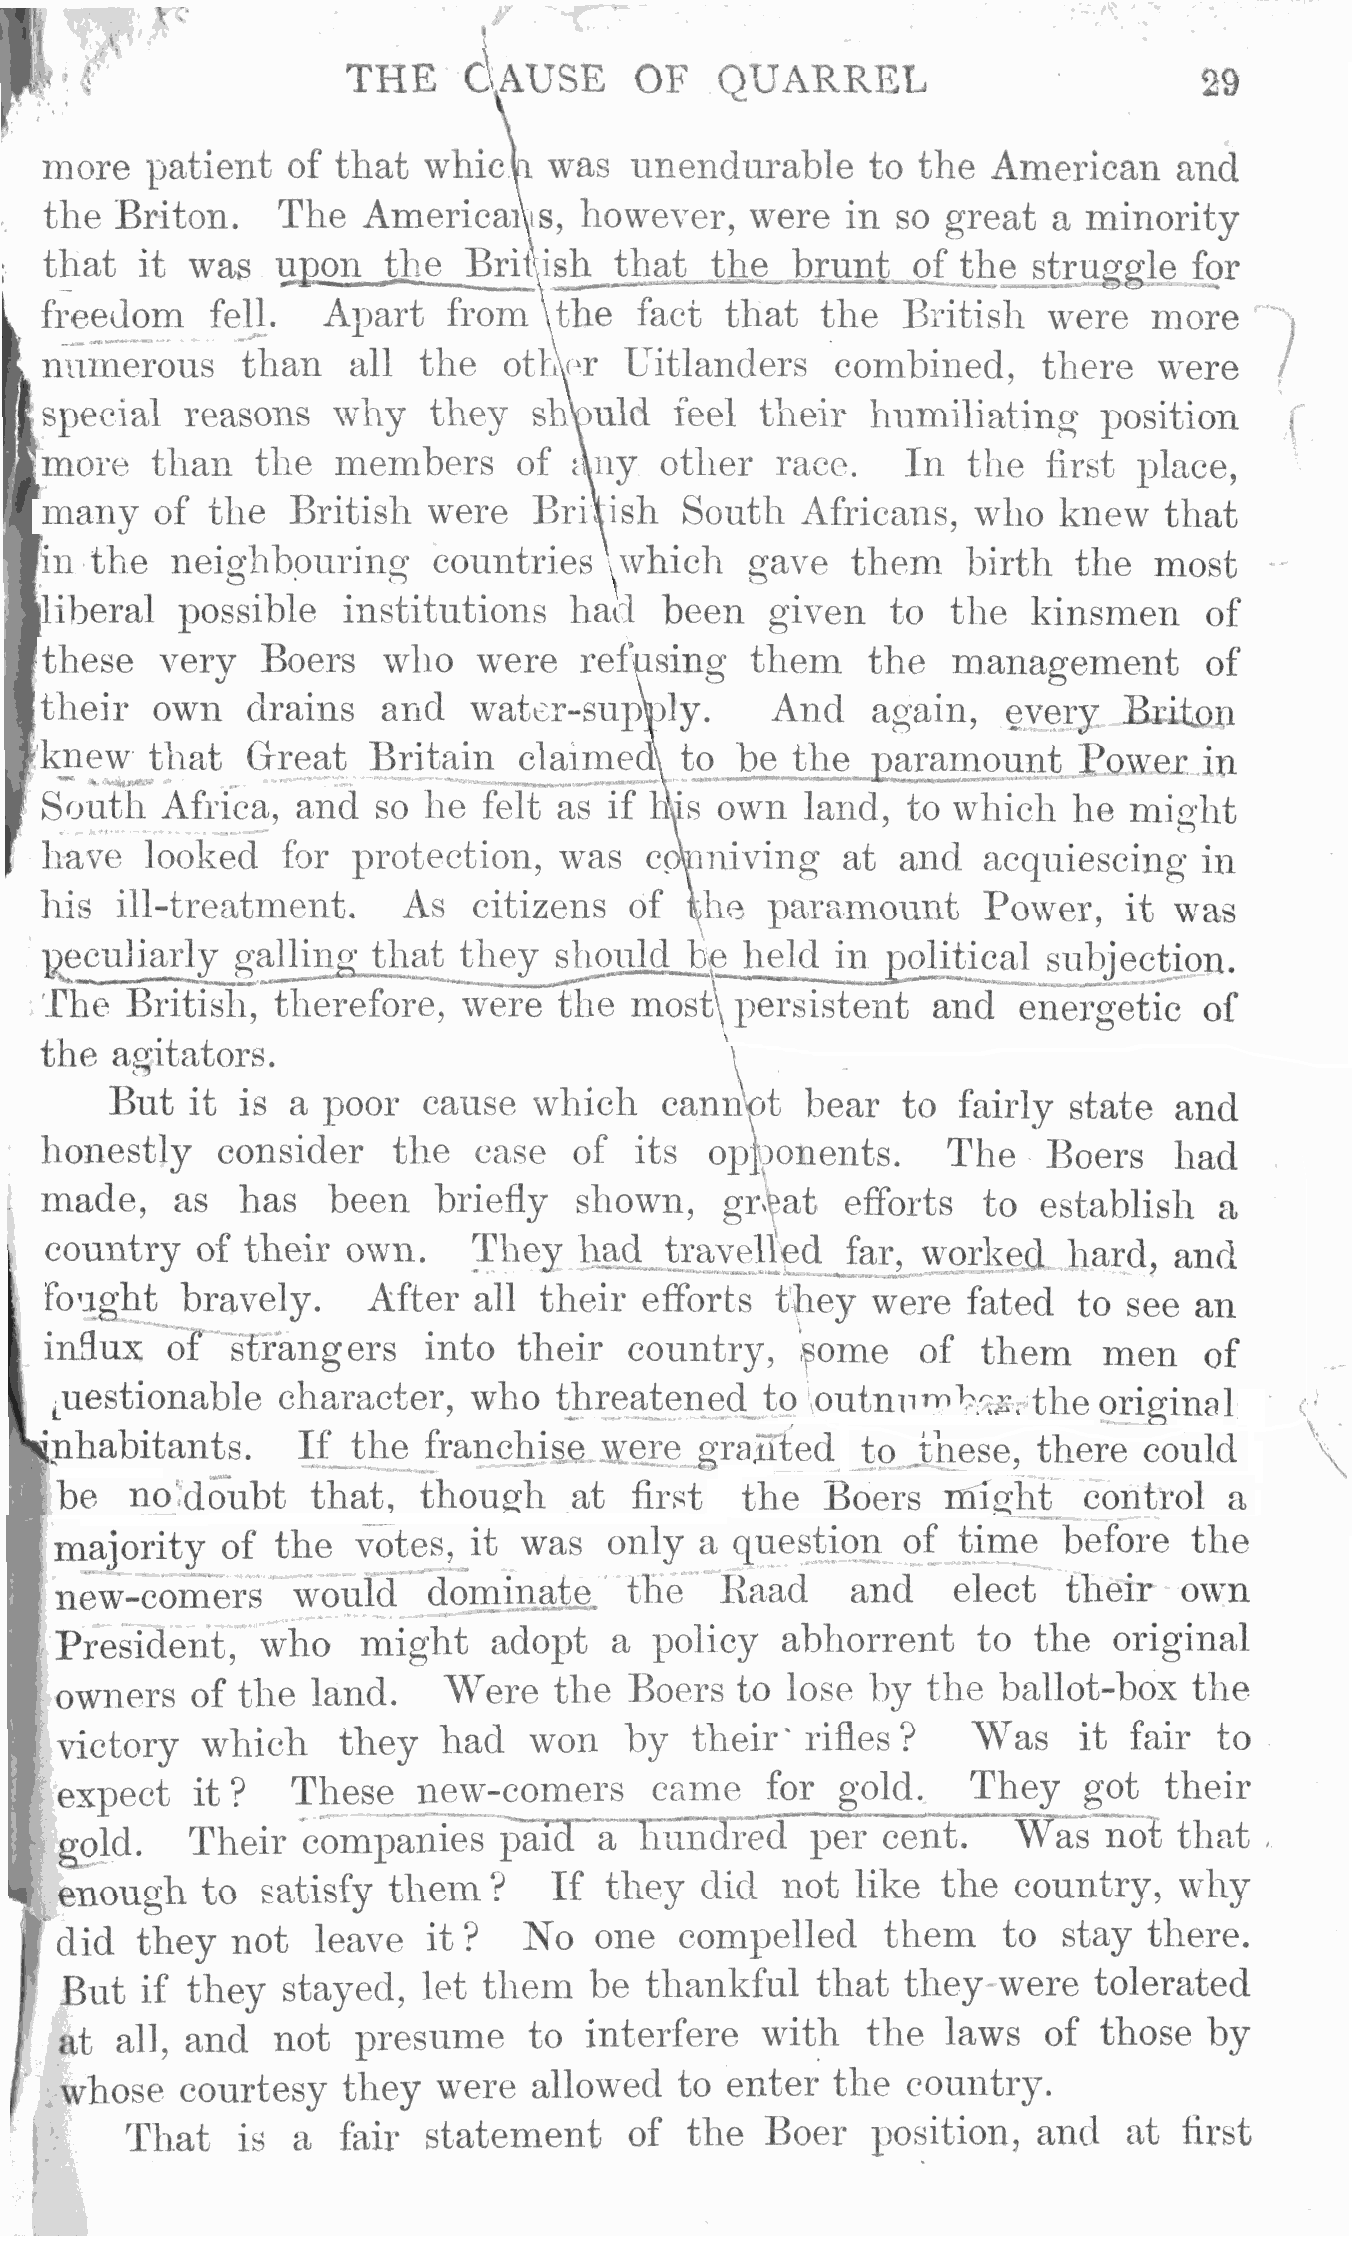 THE CAUSE OF QUARREL 29
more patient of that which was unendurable to the American and
the Briton. The Americans, however, were in so great a minority
that it was upon the British that the brunt of the struggle for
freedom fell. Apart from the fact that the British were more
numerous than all the other Uitlanders combined, there were
special reasons why they should feel their humiliating position
more than the members of any other race. In the first place,
many of the British were British South Africans, who knew that
in the neighbouring countries which gave them birth the most
liberal possible institutions had been given to the kinsmen of
these very Boers who were refusing them the management of
their own drains and water-supply. And again, every Briton
knew that Great Britain claimed to be the paramount Power in
South Africa, and so he felt as if his own land, to which he might
have looked for protection, was conniving at and acquiescing in
his ill-treatment. As citizens of the paramount Power, it was
peculiarly galling that they should be held in political subjection.
The British, therefore, were the most persistent and energetic of
the agitators.
But it is a poor cause which cannot bear to fairly state and
honestly consider the case of its opponents. The Boers had
made, as has been briefly shown, great efforts to establish a
country of their own. They had travelled far, worked hard, and
fought bravely. After all their efforts they were fated to see an
influx of strangers into their country, some of them men of
questionable character, who threatened to outnumber the original
inhabitants. If the franchise were granted to these, there could
be no doubt that, though at first the Boers might control a
majority of the votes, it was only a question of time before the
new-comers would dominate the Raad and elect their own
President, who might adopt a policy abhorrent to the original
owners of the land. Were the Boers to lose by the ballot-box the
victory which they had won by their rifles? Was it fair to
expect it? These new-comers came for gold. They got their
gold. Their companies paid a hundred per cent. Was not that
enough to satisfy them? If they did not like the country, why
did they not leave it? No one compelled them to stay there.
But if they stayed, let them be thankful that they were tolerated
at all, and not presume to interfere with the laws of those by
whose courtesy they were allowed to enter the country.
That is a fair statement of the Boer position, and at first